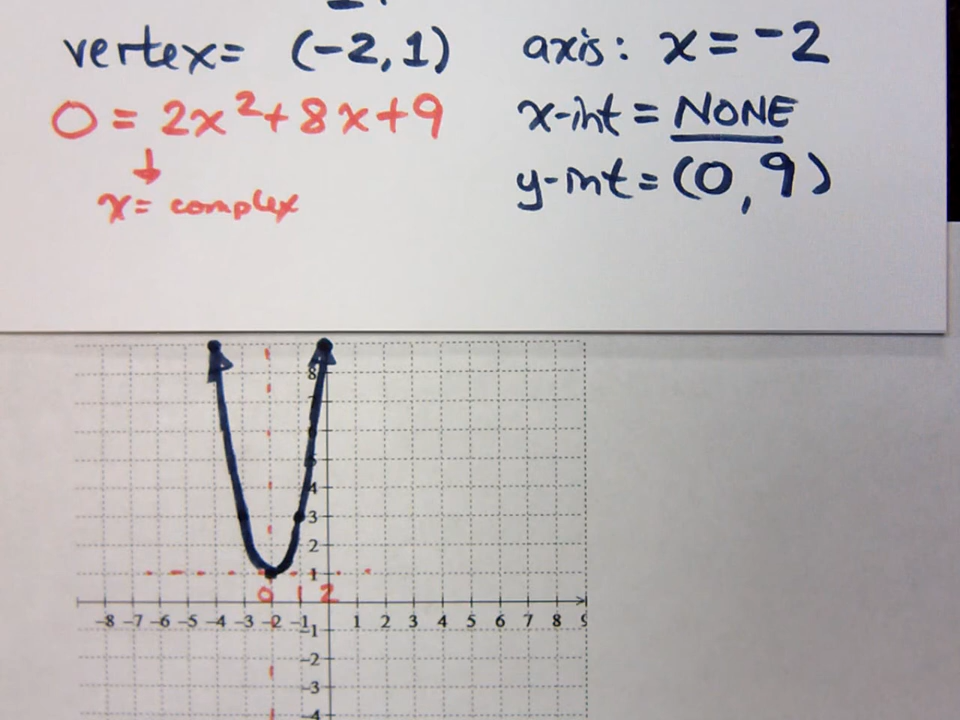 vertex= (-2,1)
axis: x=-2
0 = 2x²+8x+9
x-int = NONE
x= complex
y-int = (0,9)
8
7
6
5
4
3
2
1
0 1 2
-8 -7 -6 -5 -4 -3 -2 -1 1 2 3 4 5 6 7 8 9
-1
-2
-3
-4